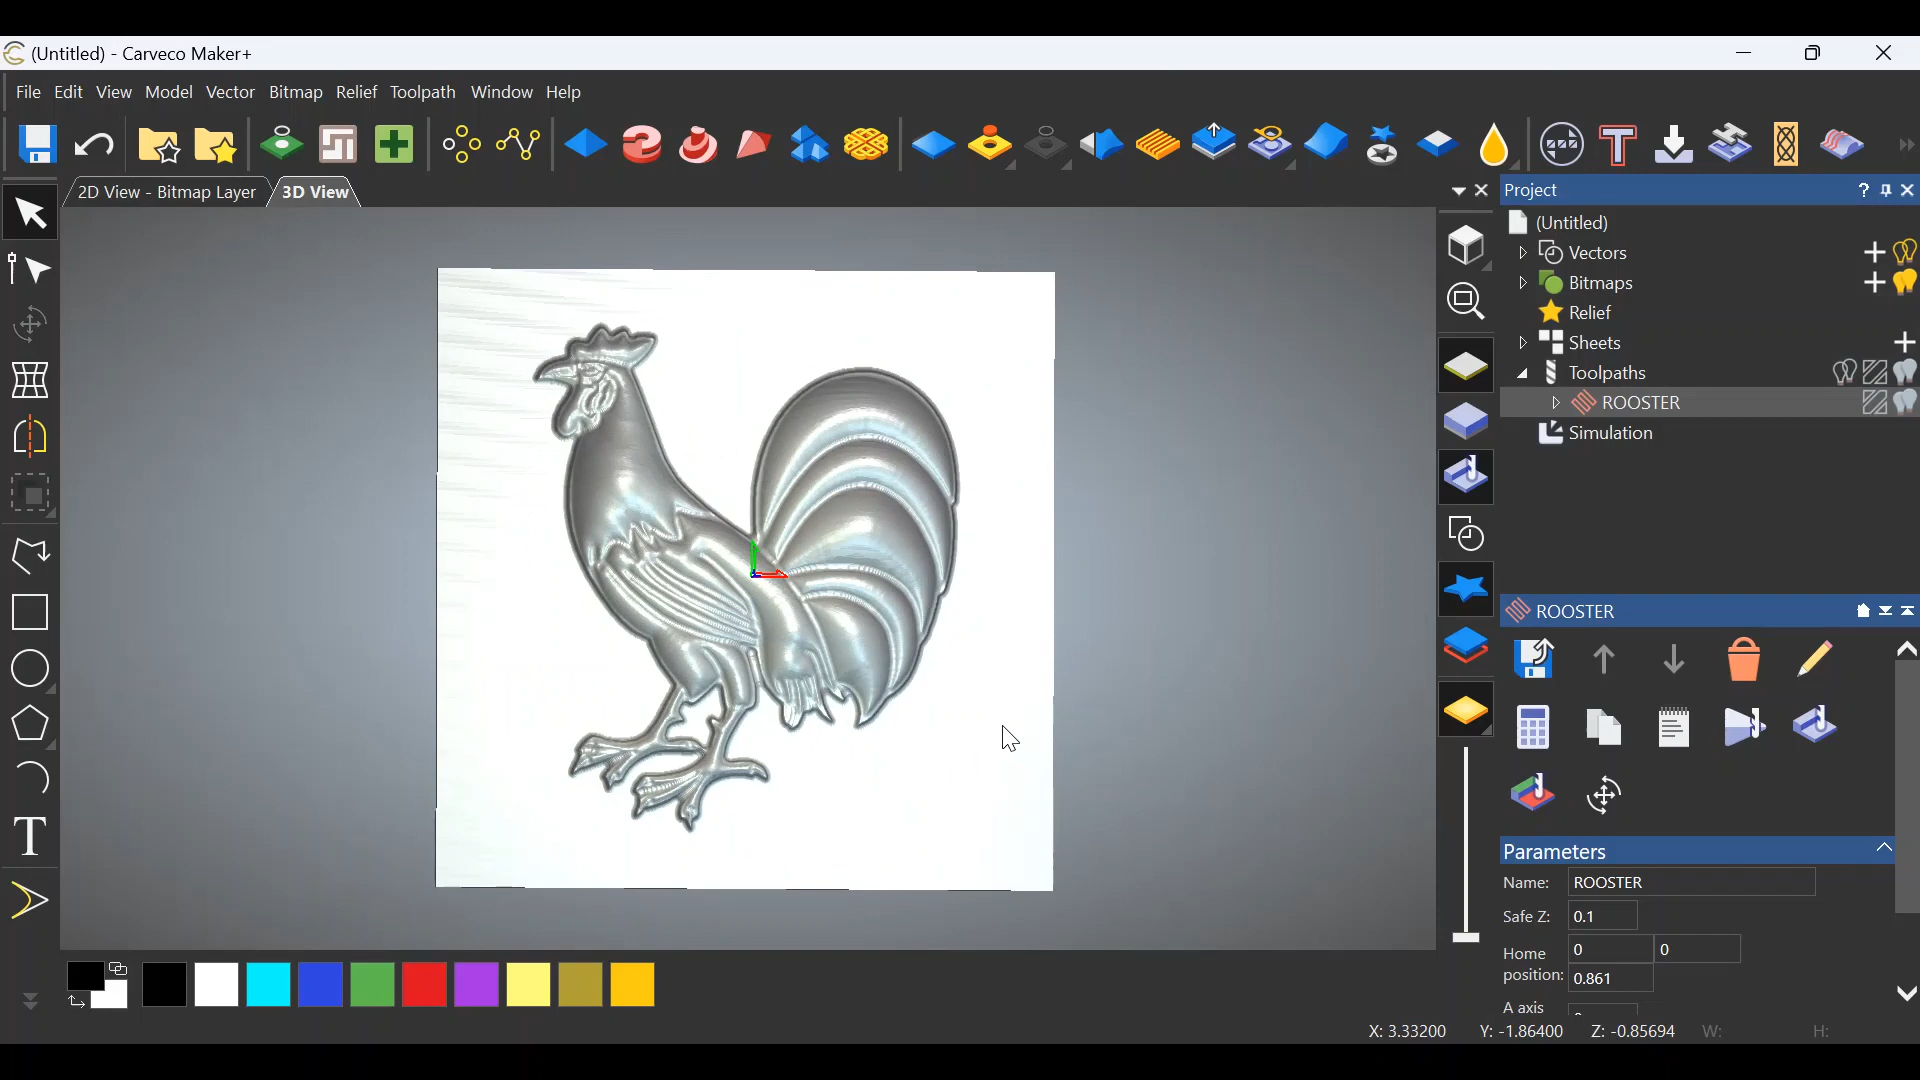 (Untitled) - Carveco Maker+
File Edit View Model Vector Bitmap Relief Toolpath Window Help
2D View - Bitmap Layer
3D View
Project
(Untitled)
Vectors
Bitmaps
Relief
Sheets
Toolpaths
ROOSTER
Simulation
ROOSTER
Parameters
Name: ROOSTER
Safe Z: 0.1
Home position: 0 0
0.861
A axis
X: 3.33200 Y: -1.86400 Z: -0.85694 W: H: